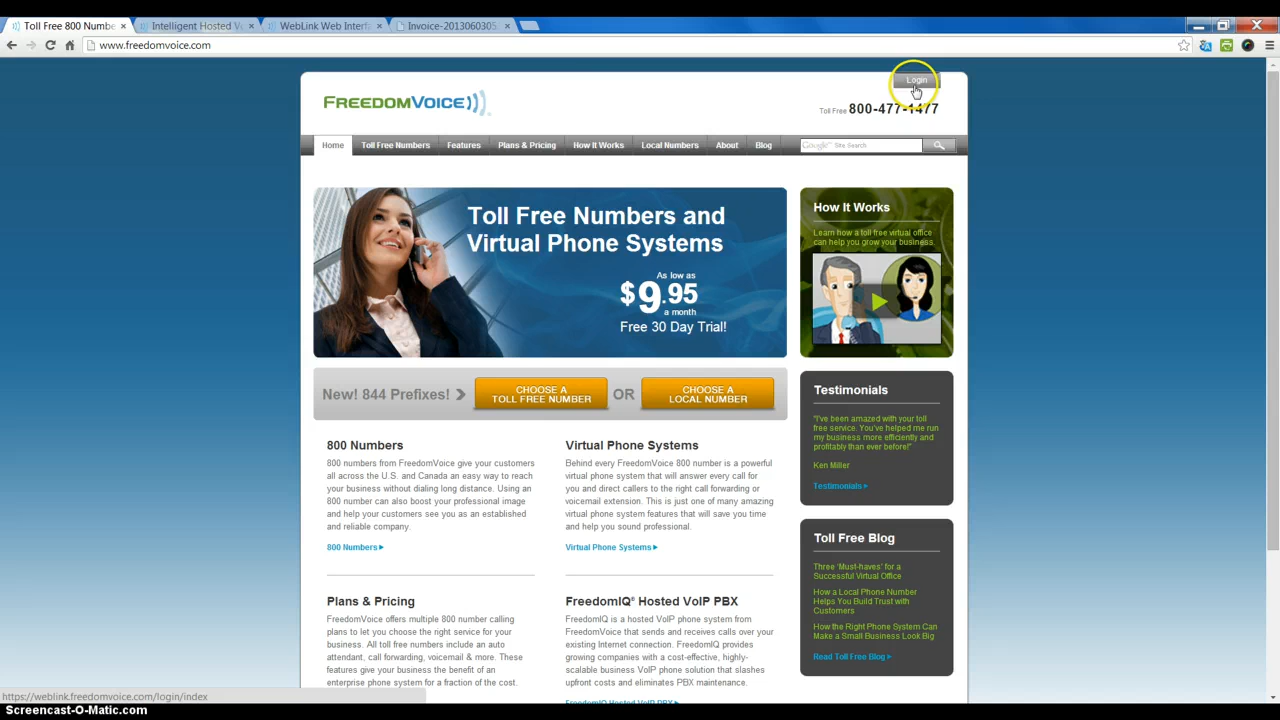 Toll Free 800 Numbe
Intelligent Hosted V
WebLink Web Interf
Invoice-2013060305
www.freedomvoice.com
Login
FREEDOMVOICE
Toll Free 800-477-1477
Home Toll Free Numbers Features Plans & Pricing How It Works Local Numbers About Blog
Google Site Search
Toll Free Numbers and
Virtual Phone Systems
As low as
$9.95
a month
Free 30 Day Trial!
How It Works
Learn how a toll free virtual office
can help you grow your business.
New! 844 Prefixes!
CHOOSE A
TOLL FREE NUMBER
OR
CHOOSE A
LOCAL NUMBER
Testimonials
"I've been amazed with your toll
free service. You've helped me run
my business more efficiently and
profitably than ever before!"
Ken Miller
Testimonials
800 Numbers
800 numbers from FreedomVoice give your customers
all across the U.S. and Canada an easy way to reach
your business without dialing long distance. Using an
800 number can also boost your professional image
and help your customers see you as an established
and reliable company.
800 Numbers
Virtual Phone Systems
Behind every FreedomVoice 800 number is a powerful
virtual phone system that will answer every call for
you and direct callers to the right call forwarding or
voicemail extension. This is just one of many amazing
virtual phone system features that will save you time
and help you sound professional.
Virtual Phone Systems
Toll Free Blog
Three 'Must-haves' for a
Successful Virtual Office
How a Local Phone Number
Helps You Build Trust with
Customers
How the Right Phone System Can
Make a Small Business Look Big
Read Toll Free Blog
Plans & Pricing
FreedomVoice offers multiple 800 number calling
plans to let you choose the right service for your
business. All toll free numbers include an auto
attendant, call forwarding, voicemail & more. These
features give your business the benefit of an
enterprise phone system for a fraction of the cost.
FreedomIQ® Hosted VoIP PBX
FreedomIQ is a hosted VoIP phone system from
FreedomVoice that sends and receives calls over your
existing Internet connection. FreedomIQ provides
growing companies with a cost-effective, highly-
scalable business VoIP phone solution that slashes
upfront costs and eliminates PBX maintenance.
FreedomIQ Hosted VoIP PBX
https://weblink.freedomvoice.com/login/index
Screencast-O-Matic.com